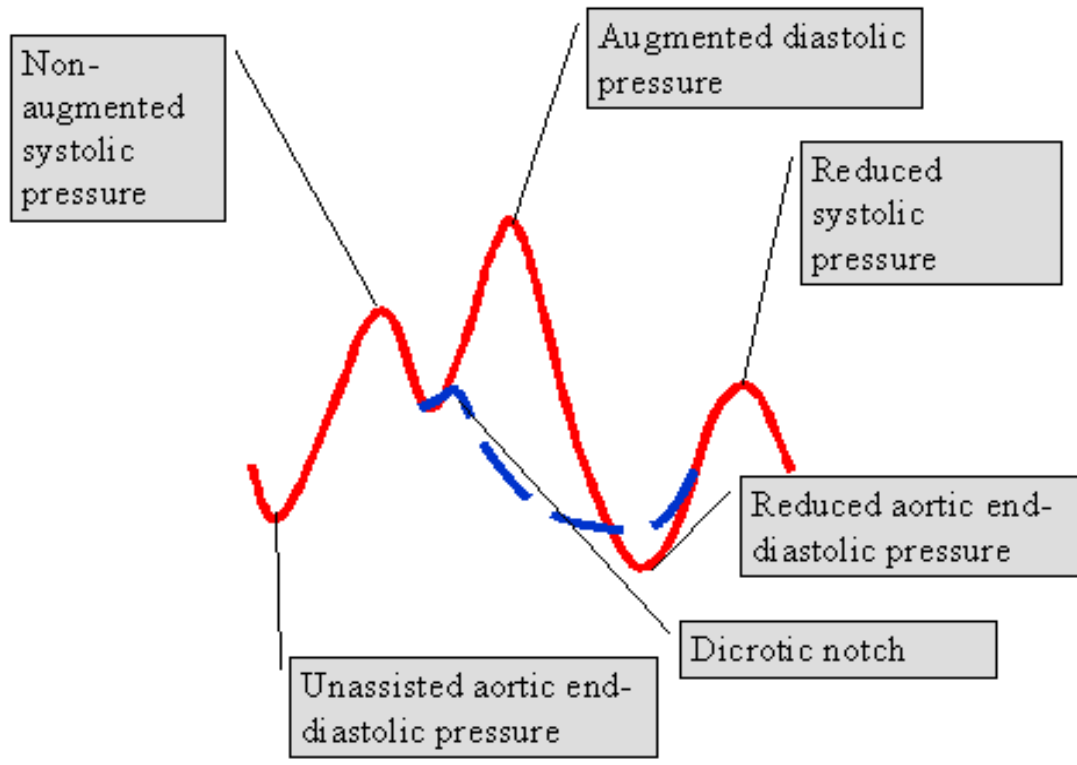 Non-
augmented
systolic
pressure
Augmented diastolic
pressure
Reduced
systolic
pressure
Reduced aortic end-
diastolic pressure
Dicrotic notch
Unassisted aortic end-
diastolic pressure